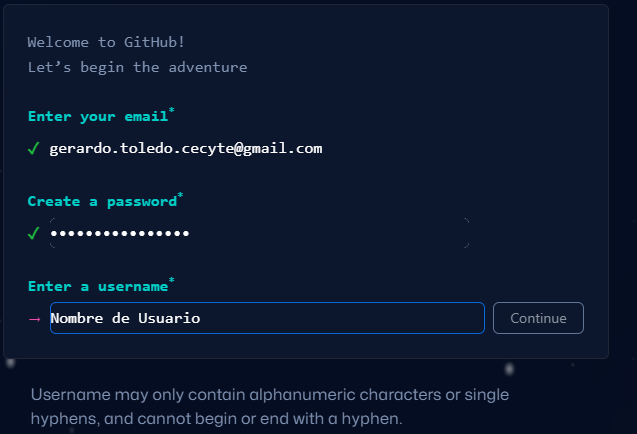 Welcome to GitHub!
Let’s begin the adventure
Enter your email*
✓ gerardo.toledo.cecyte@gmail.com
Create a password*
✓ ••••••••••••••••
Enter a username*
→ Nombre de Usuario Continue
Username may only contain alphanumeric characters or single
hyphens, and cannot begin or end with a hyphen.